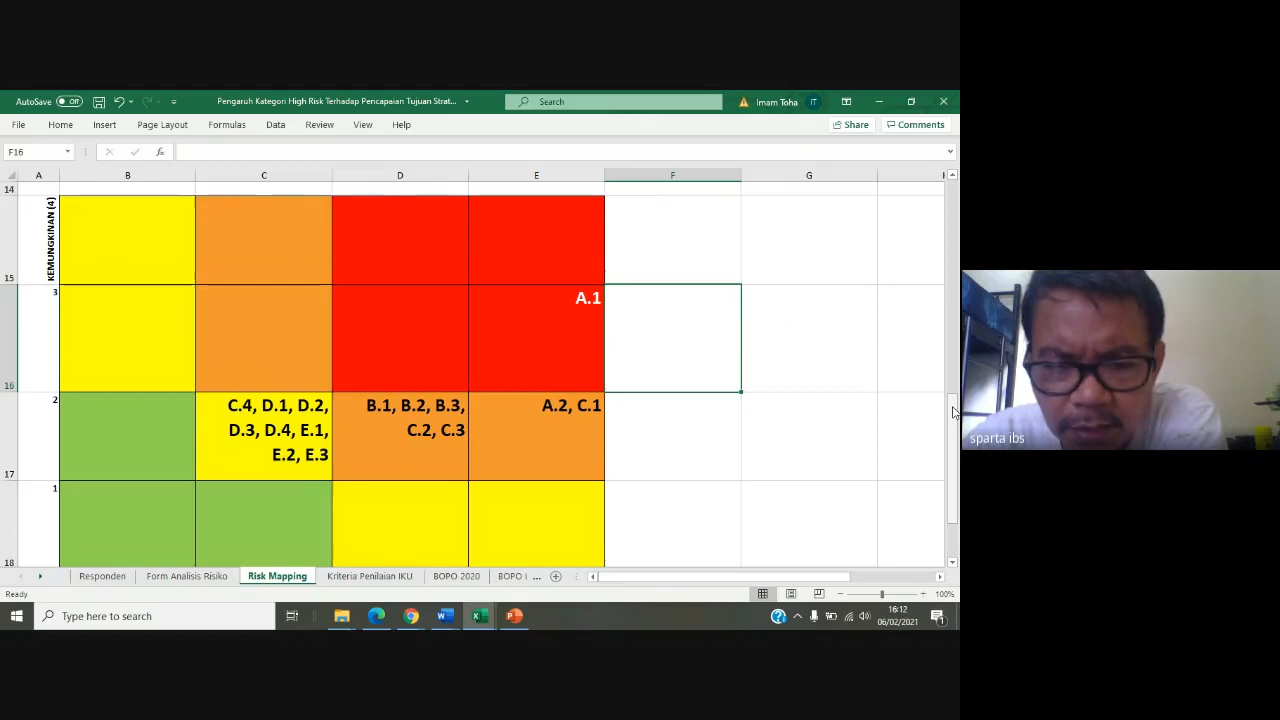 AutoSave Off Pengaruh Kategori High Risk Terhadap Pencapaian Tujuan Strat... Search Imam Toha IT
File Home Insert Page Layout Formulas Data Review View Help Share Comments
F16 fx
A B C D E F G
14
KEMUNGKINAN (4)
15
3 A.1
16
2 C.4, D.1, D.2, B.1, B.2, B.3, A.2, C.1
D.3, D.4, E.1, C.2, C.3
E.2, E.3
17
1
18
sparta ibs
Responden Form Analisis Risiko Risk Mapping Kriteria Penilaian IKU BOPO 2020 BOPO I ...
Ready 100%
Type here to search 16:12
06/02/2021